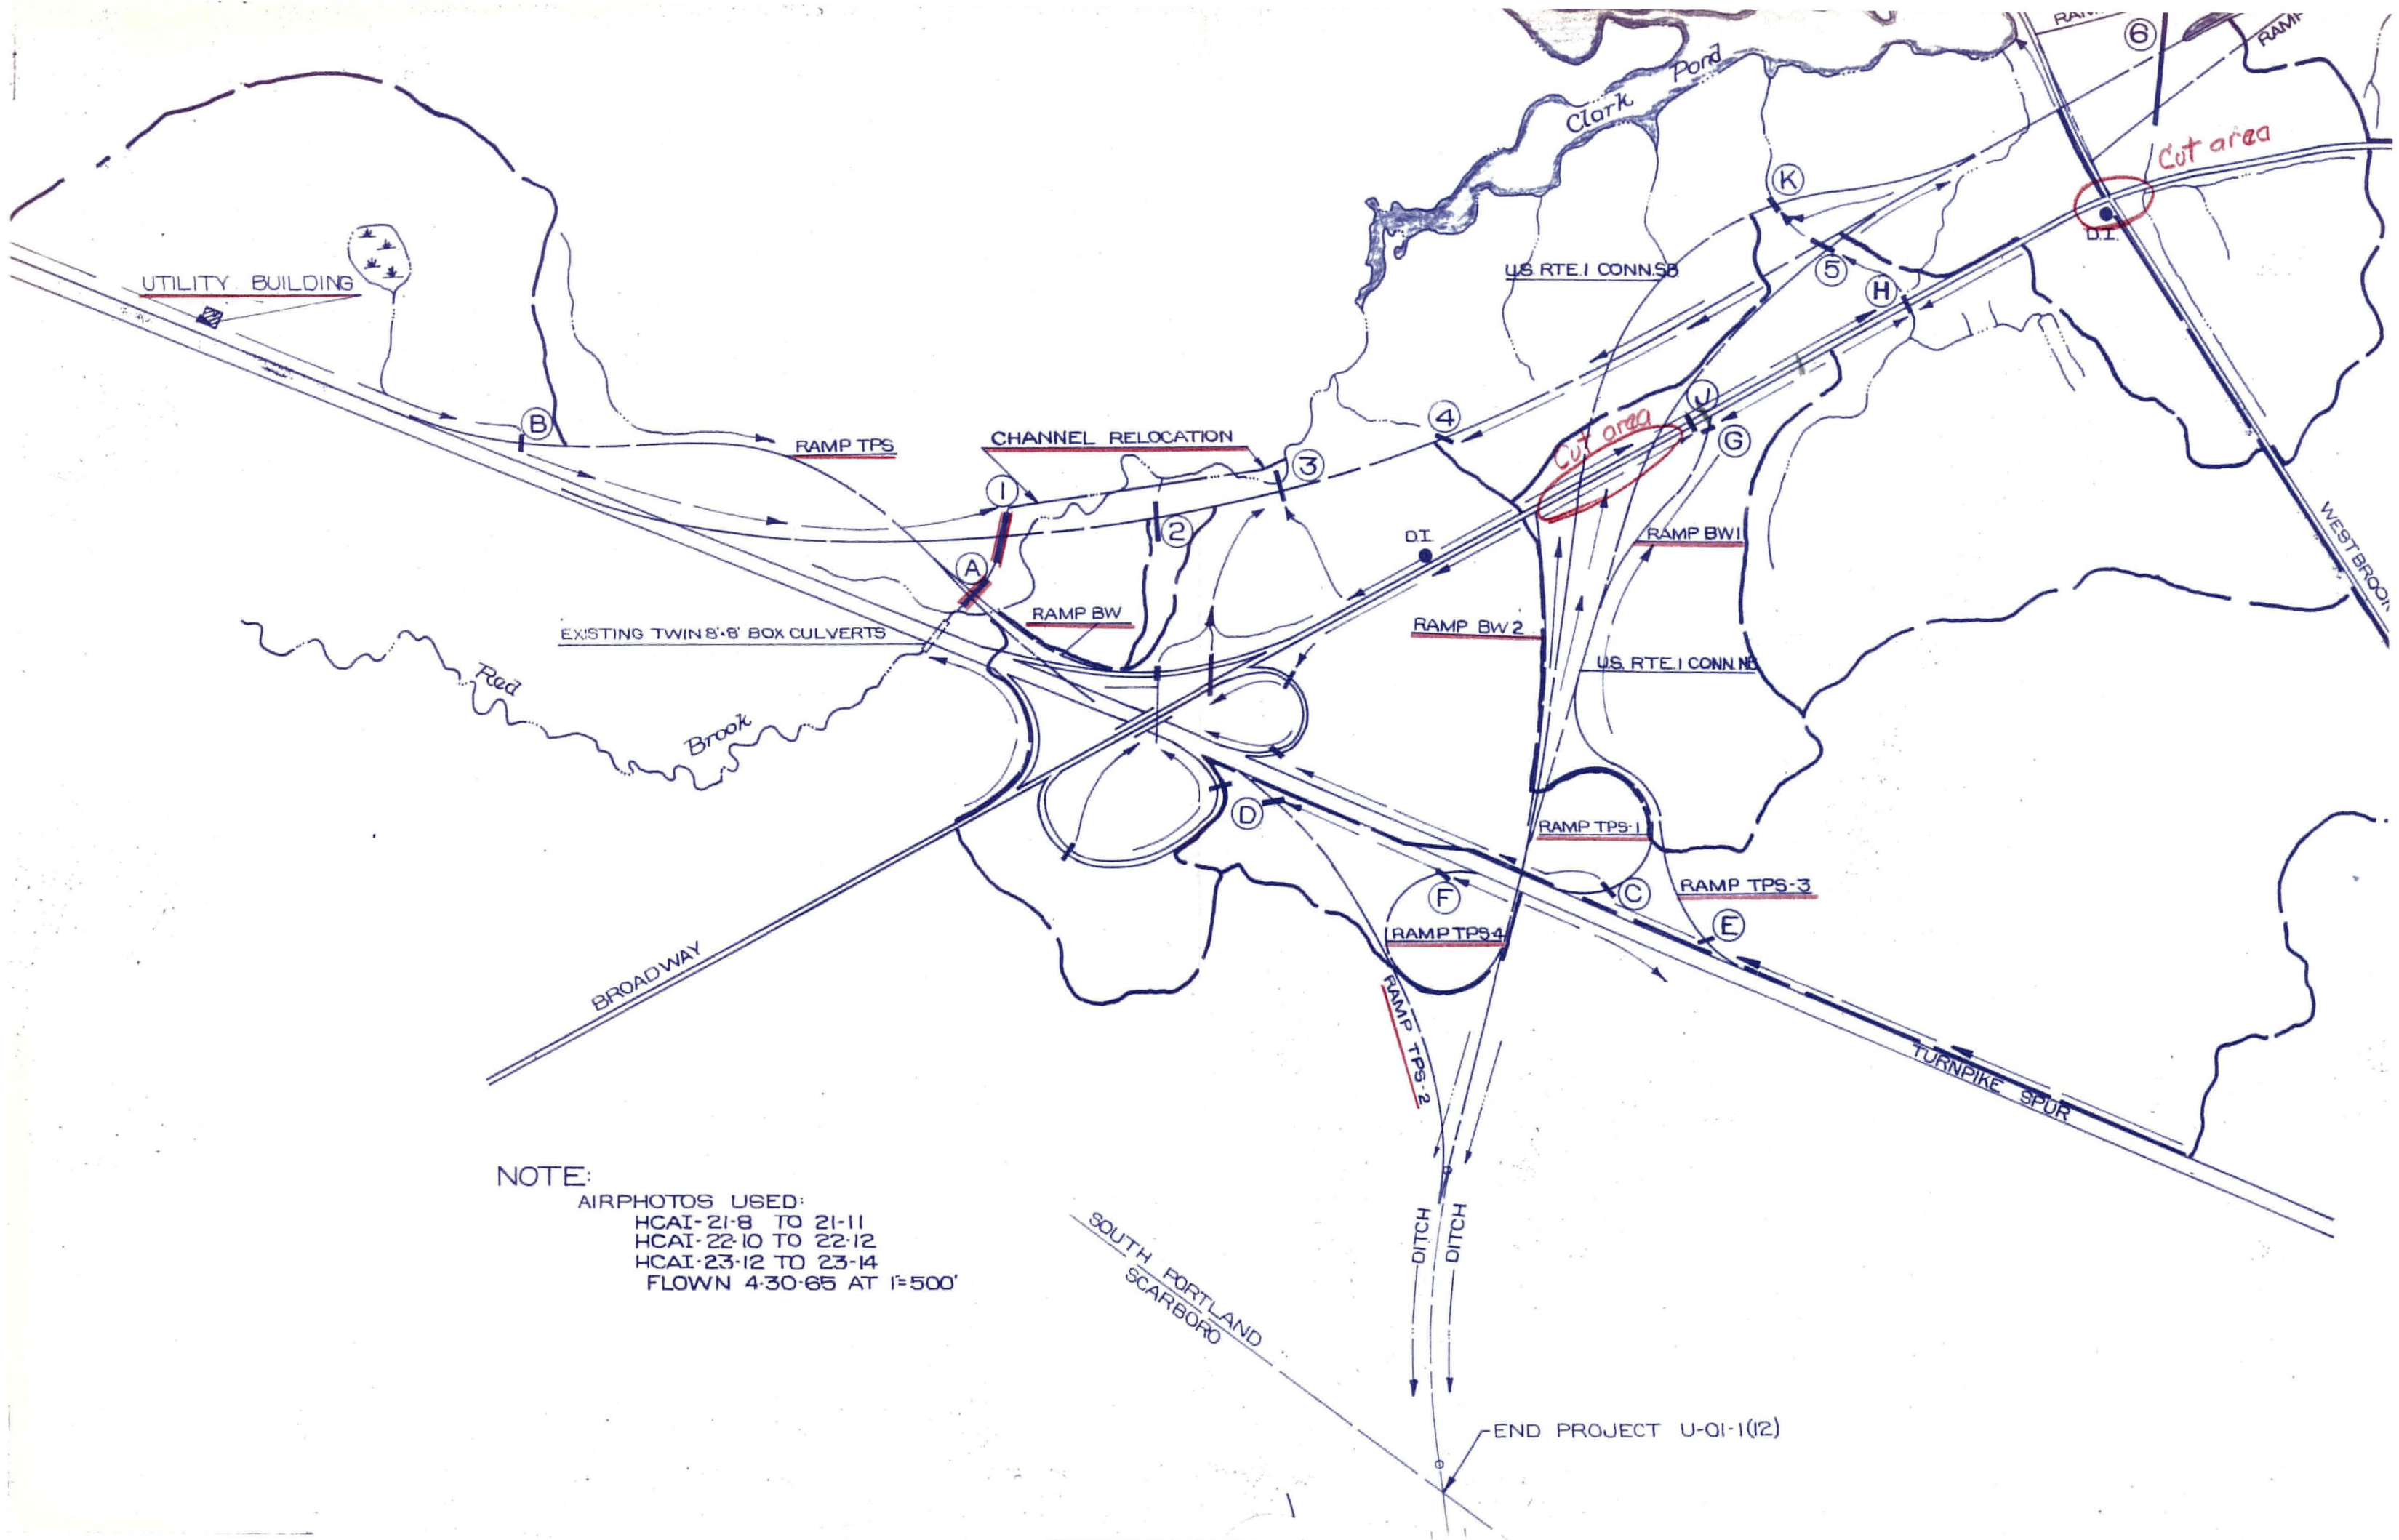 RAMP
6
Pond
Clark
Cut area
K
D.I.
UTILITY BUILDING
U.S. RTE. 1 CONN. SB
5
H
B
RAMP TPS
CHANNEL RELOCATION
4
J
Cut area
G
3
1
2
D.I.
RAMP BW1
WESTBROOK
A
RAMP BW
EXISTING TWIN 8'x8' BOX CULVERTS
RAMP BW 2
U.S. RTE. 1 CONN. NB
Red
Brook
D
RAMP TPS-1
F
C
RAMP TPS-3
RAMP TPS-4
E
BROADWAY
RAMP TPS-2
TURNPIKE SPUR
NOTE:
AIRPHOTOS USED:
HCAI-21-8 TO 21-11
HCAI-22-10 TO 22-12
HCAI-23-12 TO 23-14
FLOWN 4-30-65 AT 1"=500'
DITCH
DITCH
SOUTH PORTLAND
SCARBORO
END PROJECT U-01-1(12)